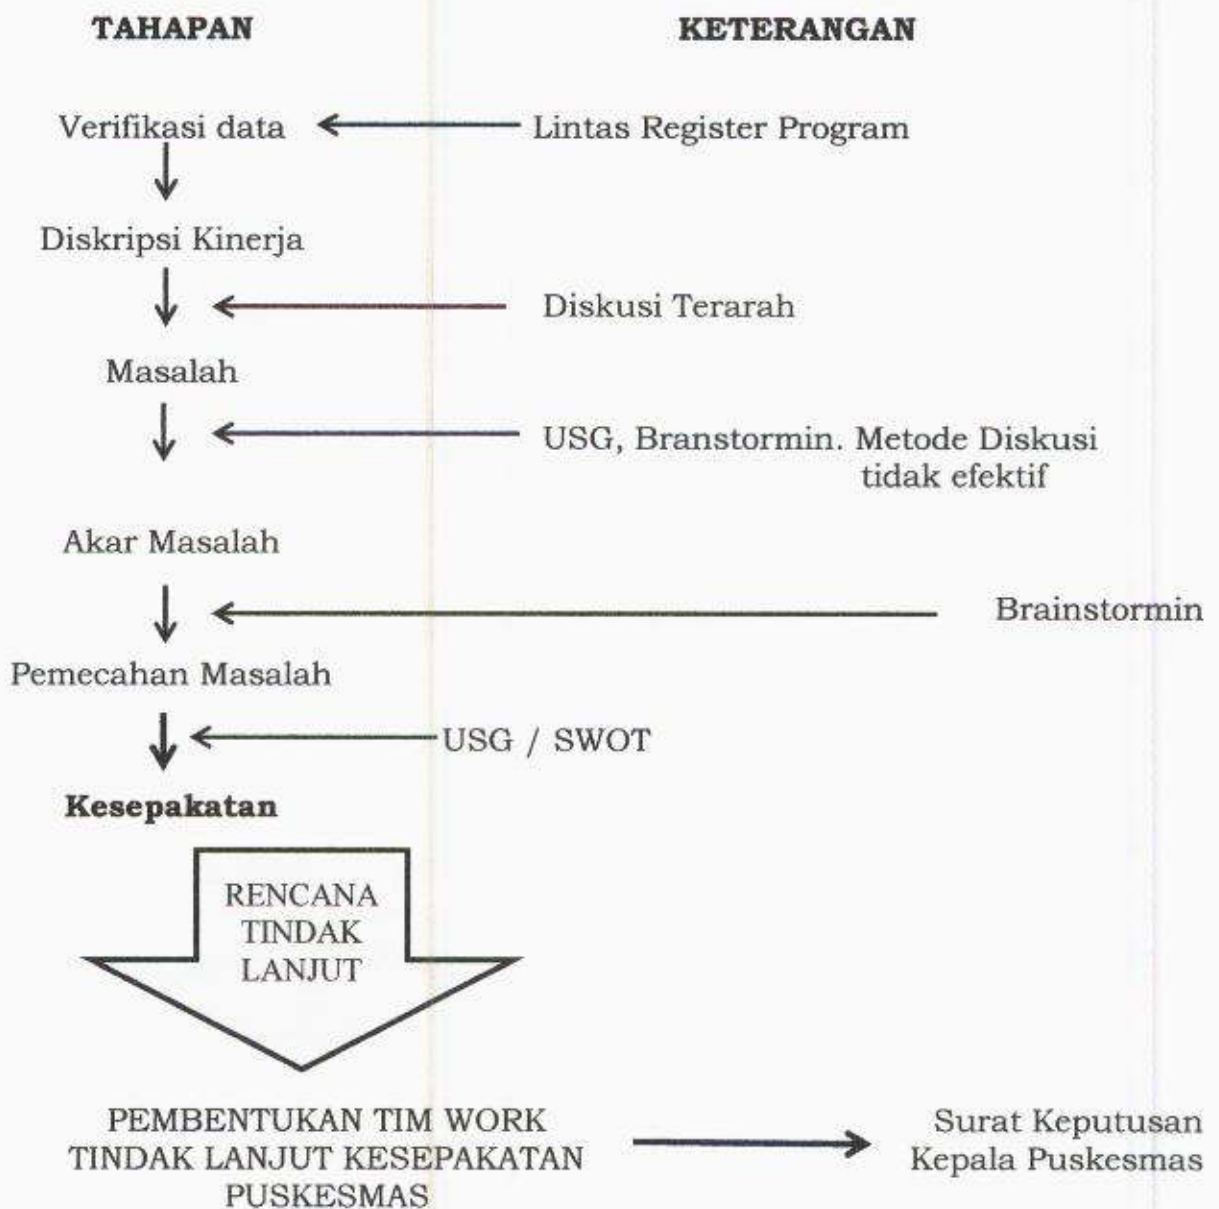 TAHAPAN KETERANGAN
Verifikasi data Lintas Register Program
Diskripsi Kinerja
Diskusi Terarah
Masalah
USG, Branstormin. Metode Diskusi
tidak efektif
Akar Masalah
Brainstormin
Pemecahan Masalah
USG / SWOT
Kesepakatan
RENCANA
TINDAK
LANJUT
PEMBENTUKAN TIM WORK
TINDAK LANJUT KESEPAKATAN
PUSKESMAS
Surat Keputusan
Kepala Puskesmas